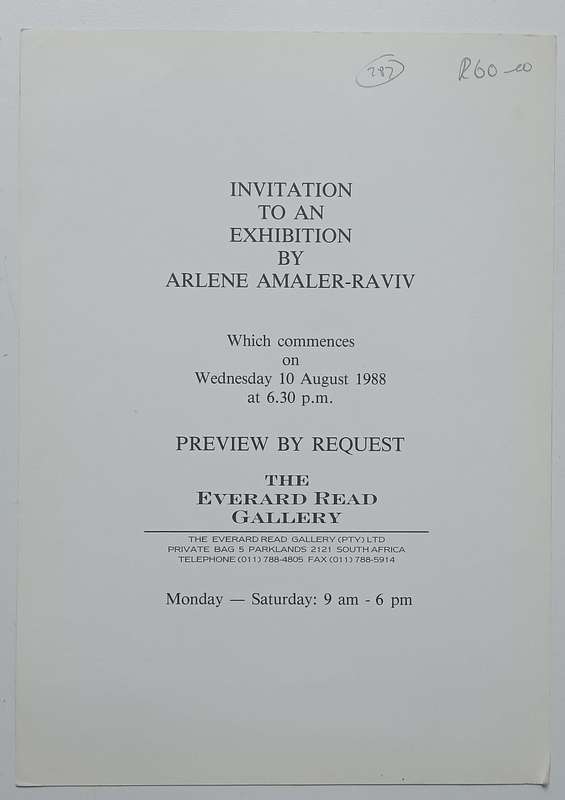 287 R60-00
INVITATION
TO AN
EXHIBITION
BY
ARLENE AMALER-RAVIV
Which commences
on
Wednesday 10 August 1988
at 6.30 p.m.
PREVIEW BY REQUEST
THE
EVERARD READ
GALLERY
THE EVERARD READ GALLERY (PTY) LTD
PRIVATE BAG 5 PARKLANDS 2121 SOUTH AFRICA
TELEPHONE (011) 788-4805 FAX (011) 788-5914
Monday — Saturday: 9 am - 6 pm